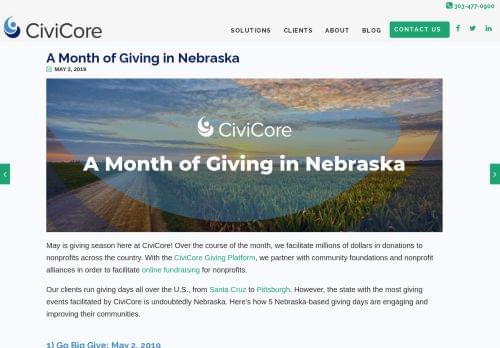 303-477-0900
CiviCore
SOLUTIONS CLIENTS ABOUT BLOG CONTACT US
A Month of Giving in Nebraska
MAY 2, 2019
CiviCore
A Month of Giving in Nebraska
May is giving season here at CiviCore! Over the course of the month, we facilitate millions of dollars in donations to
nonprofits across the country. With the CiviCore Giving Platform, we partner with community foundations and nonprofit
alliances in order to facilitate online fundraising for nonprofits.
Our clients run giving days all over the U.S., from Santa Cruz to Pittsburgh. However, the state with the most giving
events facilitated by CiviCore is undoubtedly Nebraska. Here's how 5 Nebraska-based giving days are engaging and
improving their communities.
1) Go Big Give: May 2, 2019